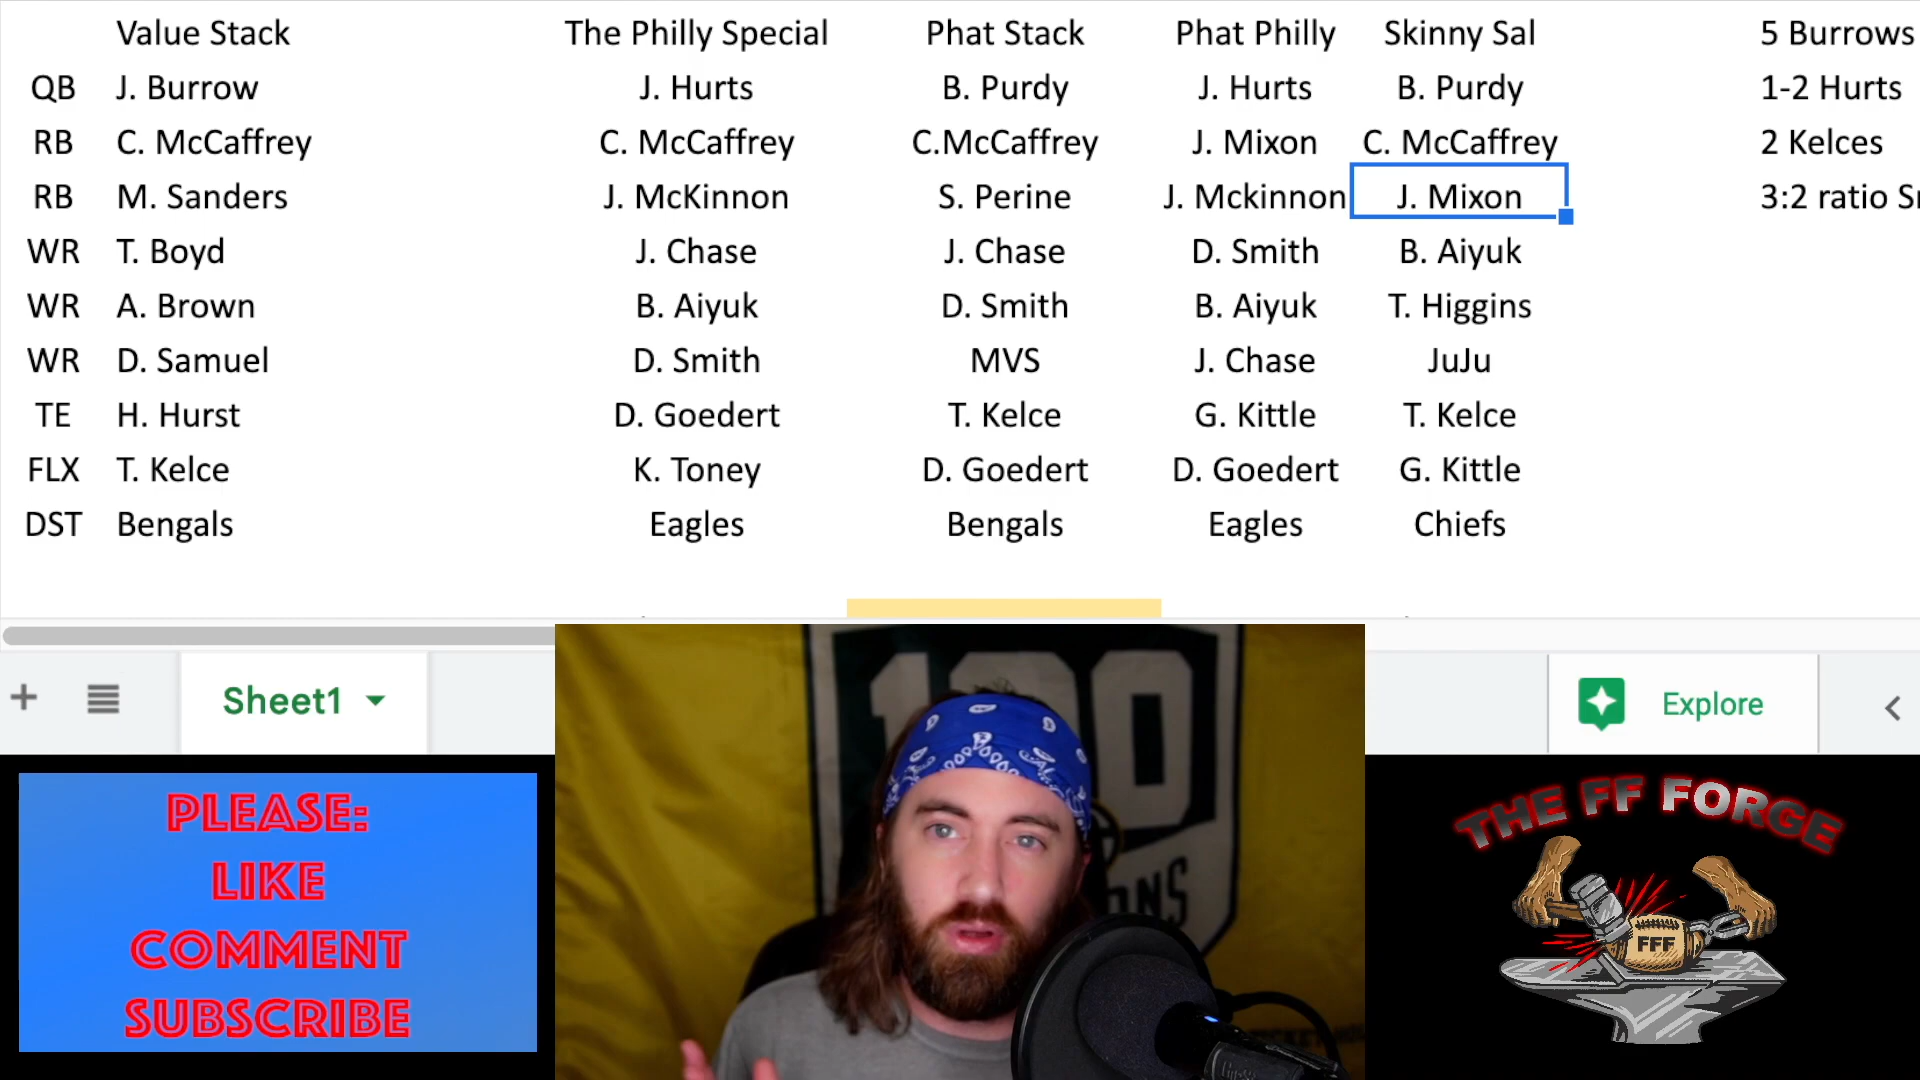 Value Stack The Philly Special Phat Stack Phat Philly Skinny Sal 5 Burrows
QB J. Burrow J. Hurts B. Purdy J. Hurts B. Purdy 1-2 Hurts
RB C. McCaffrey C. McCaffrey C.McCaffrey J. Mixon C. McCaffrey 2 Kelces
RB M. Sanders J. McKinnon S. Perine J. Mckinnon J. Mixon 3:2 ratio
WR T. Boyd J. Chase J. Chase D. Smith B. Aiyuk
WR A. Brown B. Aiyuk D. Smith B. Aiyuk T. Higgins
WR D. Samuel D. Smith MVS J. Chase JuJu
TE H. Hurst D. Goedert T. Kelce G. Kittle T. Kelce
FLX T. Kelce K. Toney D. Goedert D. Goedert G. Kittle
DST Bengals Eagles Bengals Eagles Chiefs
Sheet1
Explore
100
PLEASE:
LIKE
COMMENT
SUBSCRIBE
THE FF FORGE
FFF